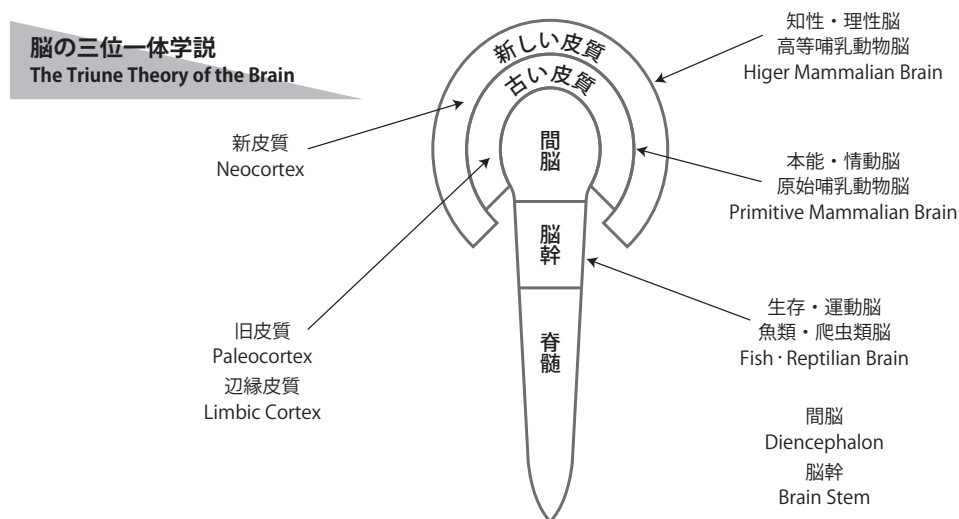 脳の三位一体学説
The Triune Theory of the Brain
新皮質
Neocortex
旧皮質
Paleocortex
辺縁皮質
Limbic Cortex
新しい皮質
古い皮質
間脳
脳幹
脊髄
知性・理性脳
高等哺乳動物脳
Higer Mammalian Brain
本能・情動脳
原始哺乳動物脳
Primitive Mammalian Brain
生存・運動脳
魚類・爬虫類脳
Fish・Reptilian Brain
間脳
Diencephalon
脳幹
Brain Stem